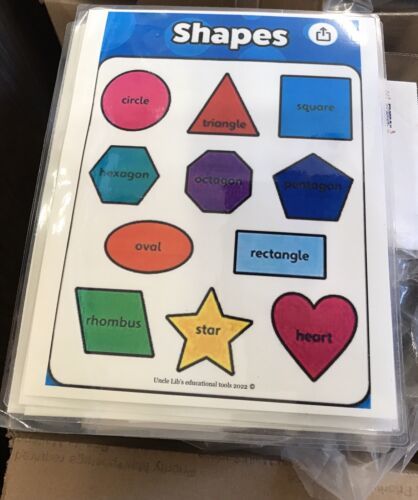 Shapes
circle
triangle
square
hexagon
octagon
pentagon
oval
rectangle
rhombus
star
heart
Uncle Lib's educational tools 2022 ©